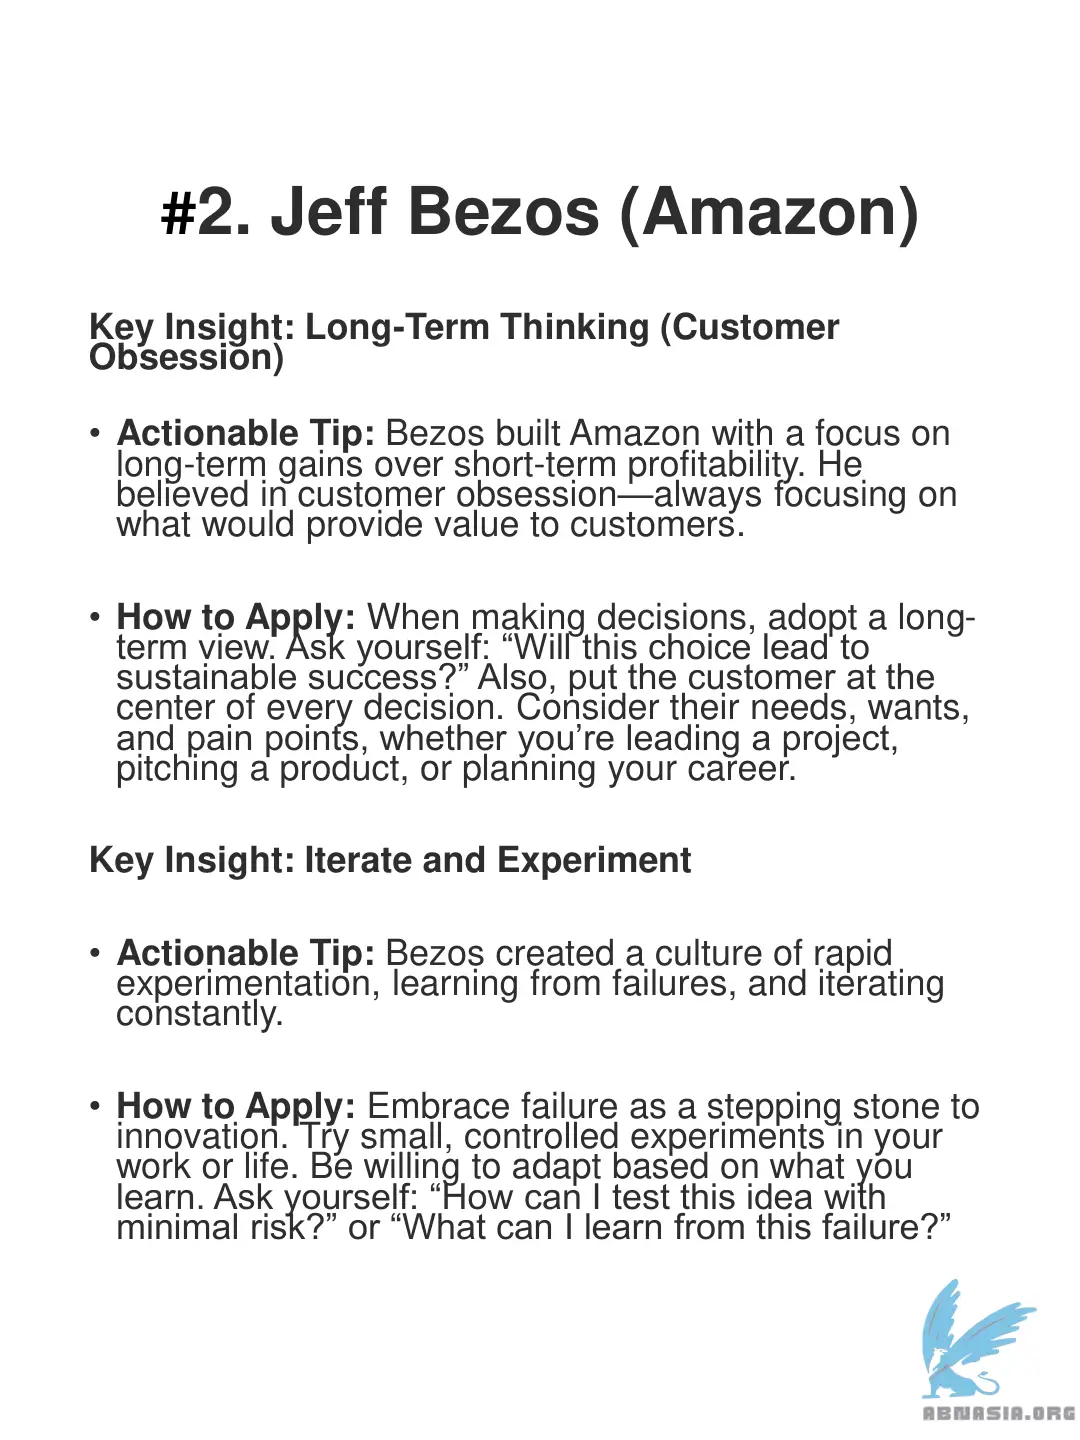 #2. Jeff Bezos (Amazon)
Key Insight: Long-Term Thinking (Customer
Obsession)
• Actionable Tip: Bezos built Amazon with a focus on
long-term gains over short-term profitability. He
believed in customer obsession—always focusing on
what would provide value to customers.
• How to Apply: When making decisions, adopt a long-
term view. Ask yourself: “Will this choice lead to
sustainable success?” Also, put the customer at the
center of every decision. Consider their needs, wants,
and pain points, whether you’re leading a project,
pitching a product, or planning your career.
Key Insight: Iterate and Experiment
• Actionable Tip: Bezos created a culture of rapid
experimentation, learning from failures, and iterating
constantly.
• How to Apply: Embrace failure as a stepping stone to
innovation. Try small, controlled experiments in your
work or life. Be willing to adapt based on what you
learn. Ask yourself: “How can I test this idea with
minimal risk?” or “What can I learn from this failure?”
ABNASIA.ORG